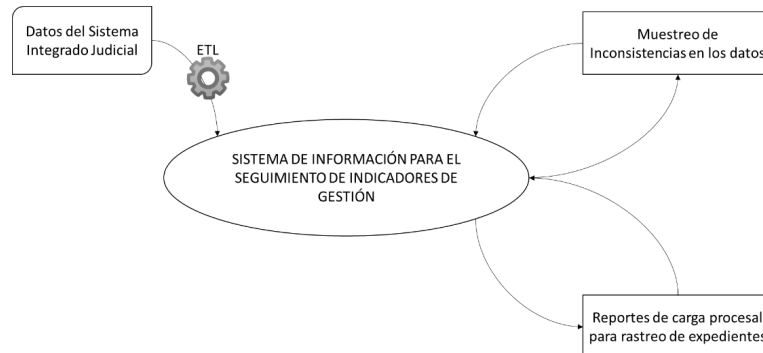 Datos del Sistema
Integrado Judicial
ETL
Muestreo de
Inconsistencias en los datos
SISTEMA DE INFORMACIÓN PARA EL
SEGUIMIENTO DE INDICADORES DE
GESTIÓN
Reportes de carga procesal
para rastreo de expedientes